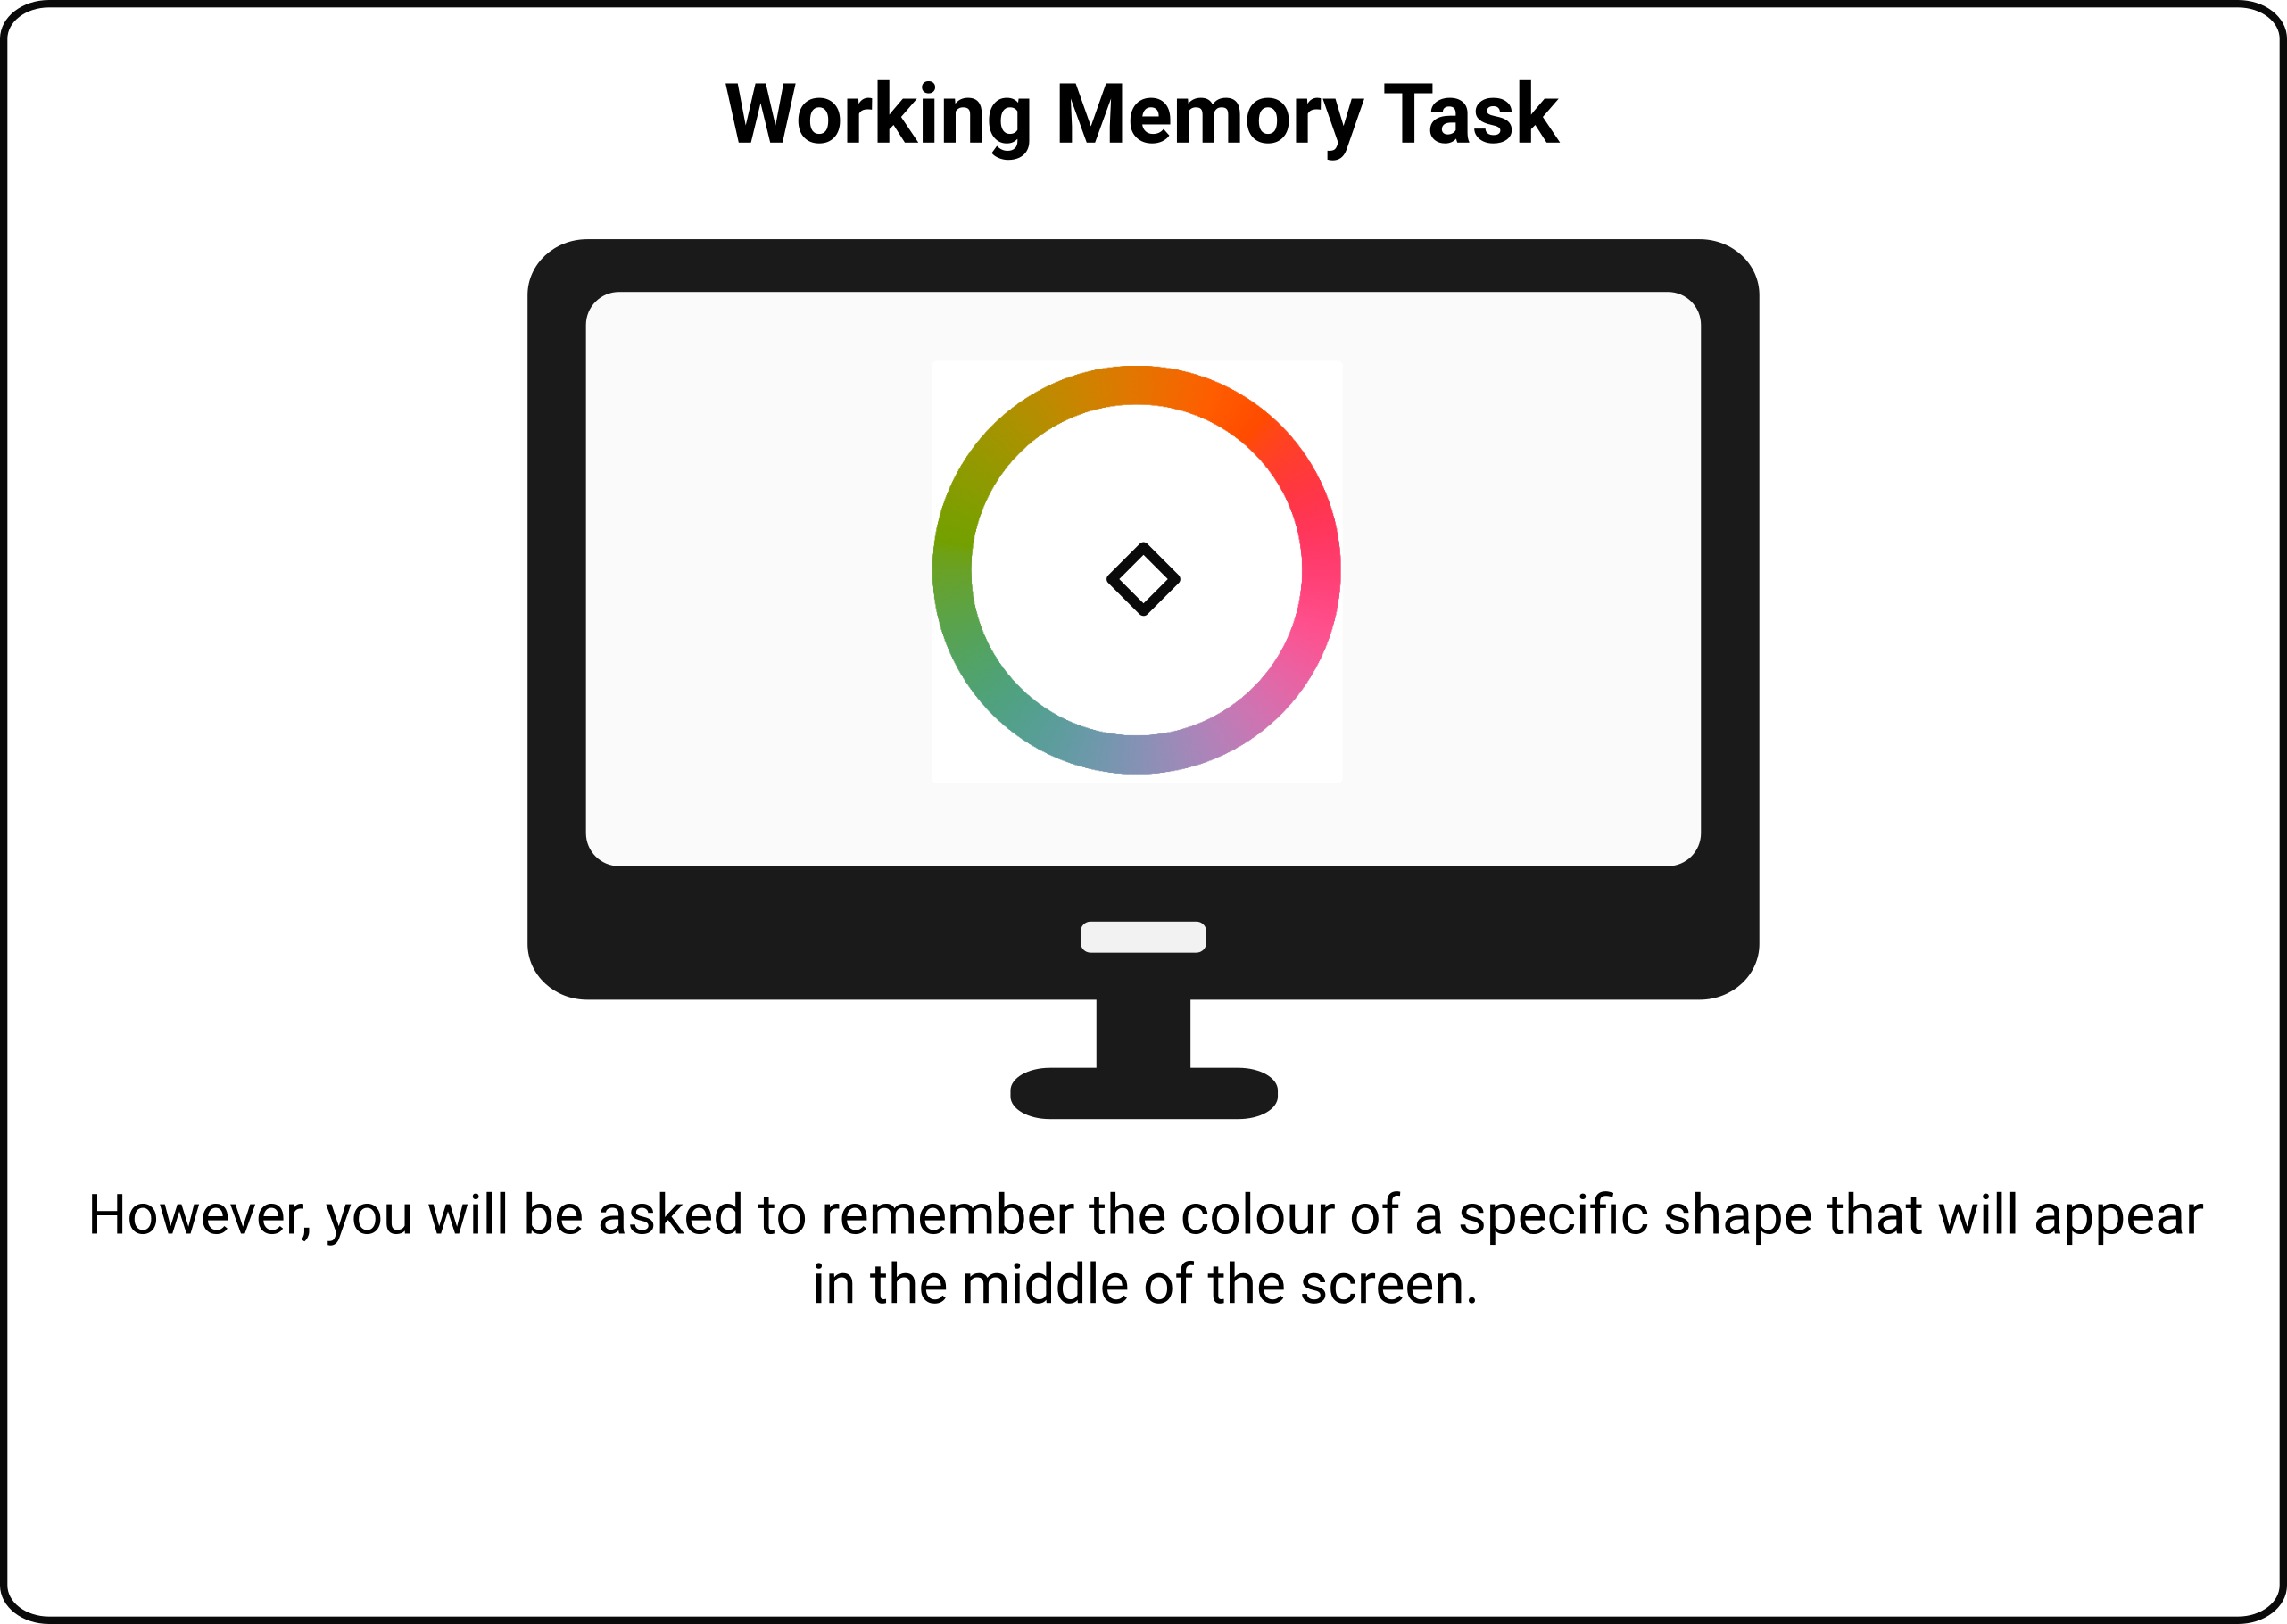 Working Memory Task
However, you will be asked to remember the colour of a specific shape that will appear
in the middle of the screen.